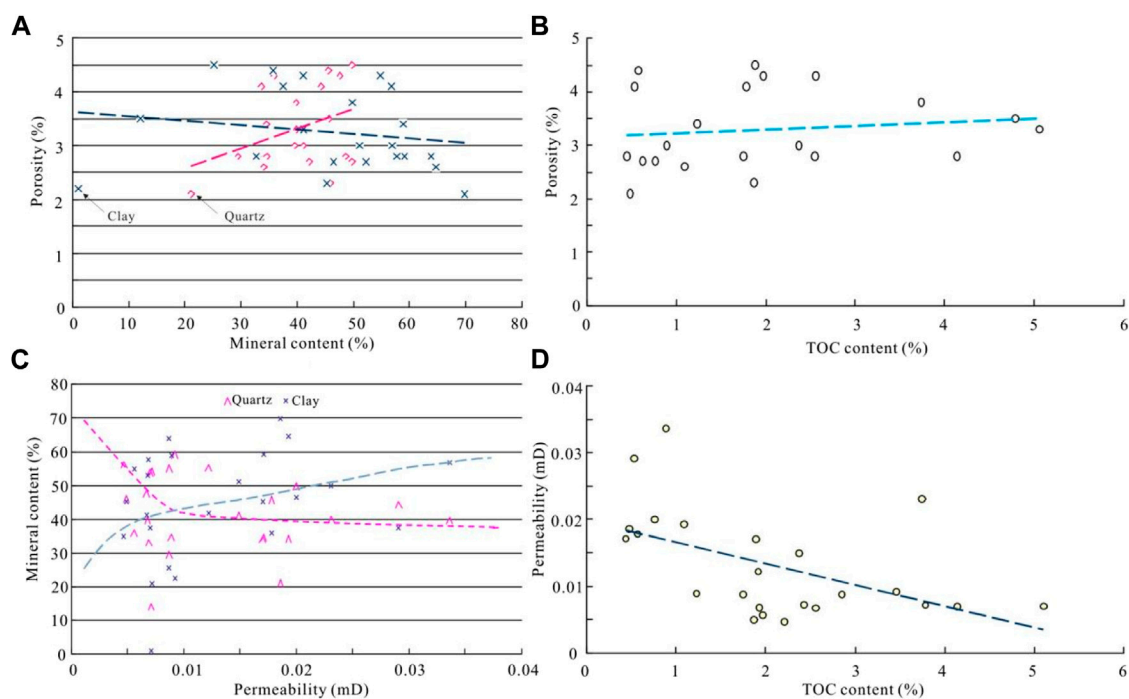 A
5
4
3
2
1
0
Porosity (%)
Clay
Quartz
0 10 20 30 40 50 60 70 80
Mineral content (%)
B
5
4
3
2
1
0
Porosity (%)
0 1 2 3 4 5 6
TOC content (%)
C
80
70
60
50
40
30
20
10
0
Mineral content (%)
Quartz Clay
0 0.01 0.02 0.03 0.04
Permeability (mD)
D
0.04
0.03
0.02
0.01
0
Permeability (mD)
0 1 2 3 4 5 6
TOC content (%)